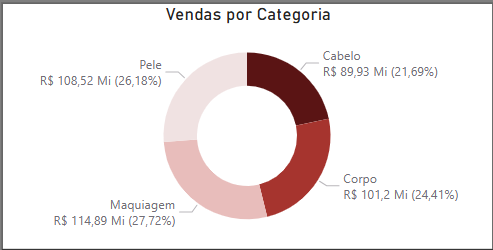 Vendas por Categoria
Cabelo
R$ 89,93 Mi (21,69%)
Pele
R$ 108,52 Mi (26,18%)
Corpo
R$ 101,2 Mi (24,41%)
Maquiagem
R$ 114,89 Mi (27,72%)